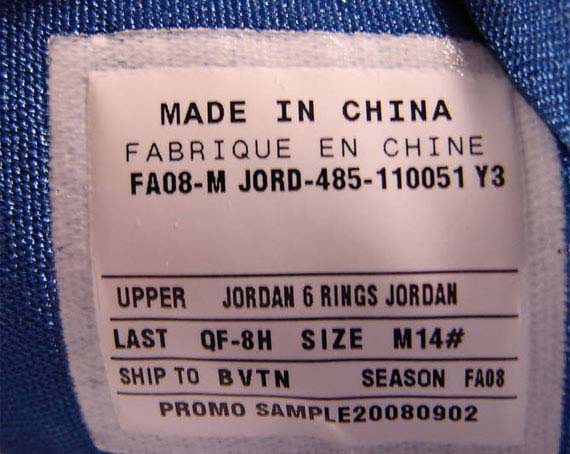 MADE IN CHINA
FABRIQUE EN CHINE
FA08-M JORD-485-110051 Y3
UPPER JORDAN 6 RINGS JORDAN
LAST QF-8H SIZE M14#
SHIP TO BVTN SEASON FA08
PROMO SAMPLE20080902